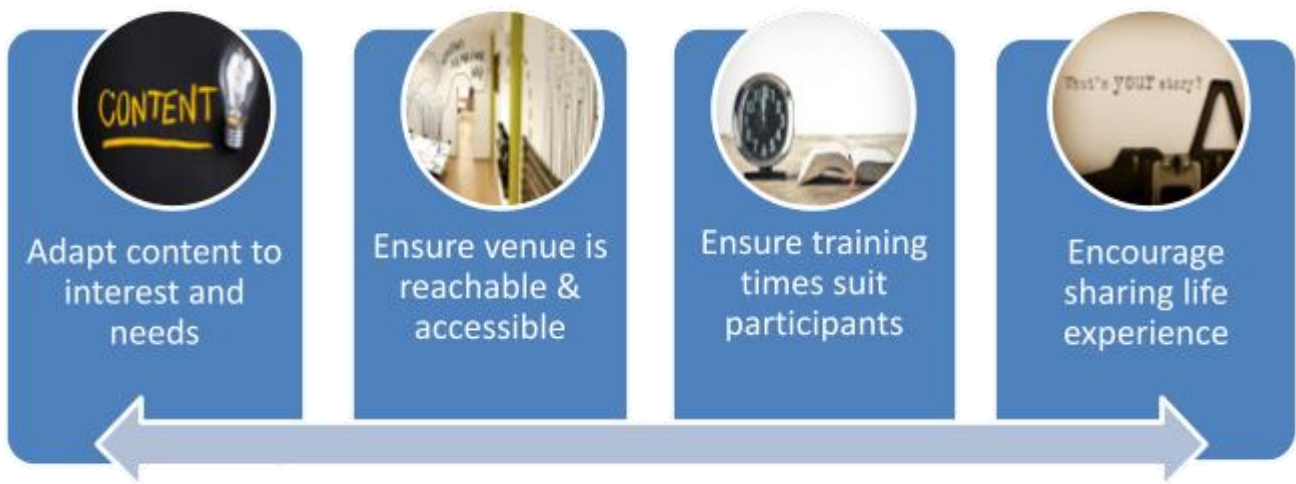 CONTENT
Adapt content to
interest and
needs
Ensure venue is
reachable &
accessible
Ensure training
times suit
participants
What's YOUR story?
Encourage
sharing life
experience